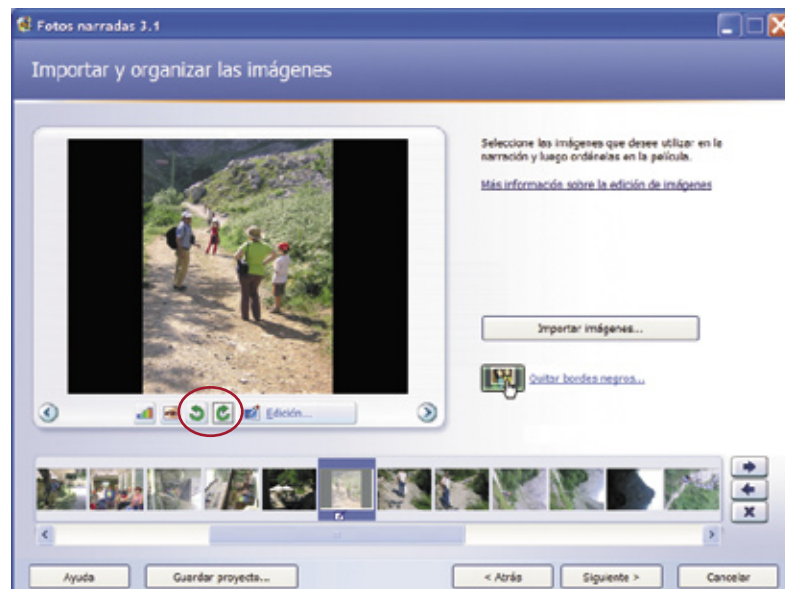 Fotos narradas 3.1
Importar y organizar las imágenes
Seleccione las imágenes que desee utilizar en la
narración y luego ordénelas en la película.
Más información sobre la edición de imágenes
Importar imágenes...
Quitar bordes negros...
Edición...
Ayuda
Guardar proyecto...
< Atrás
Siguiente >
Cancelar